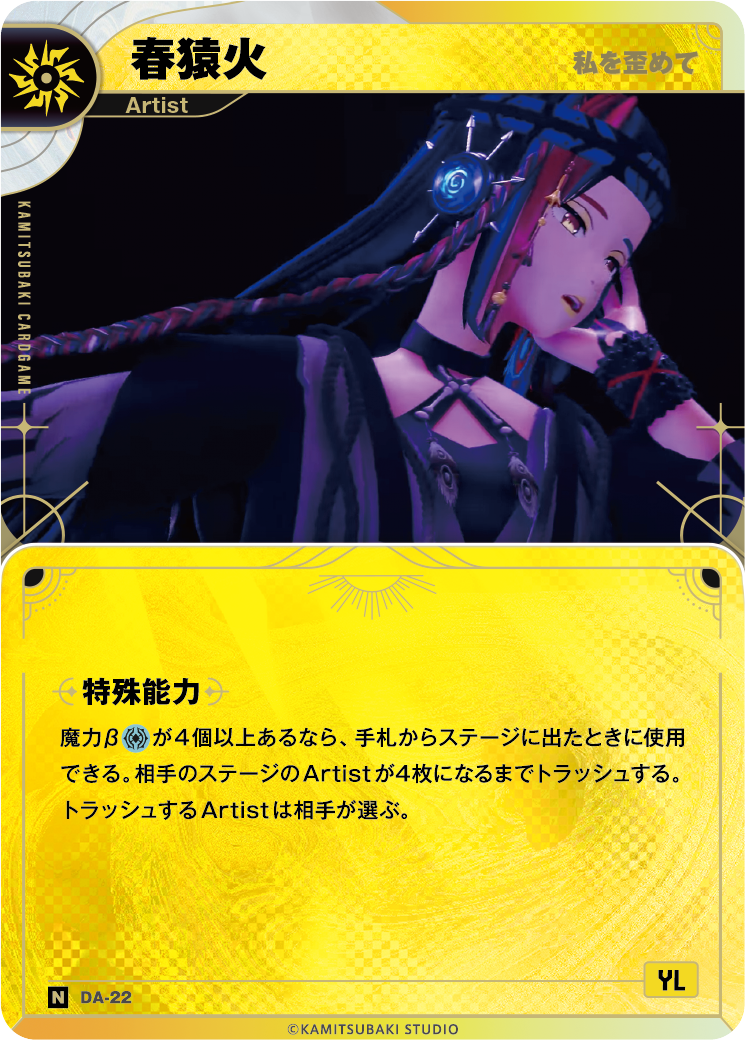 春猿火
私を歪めて
Artist
KAMITSUBAKI CARDGAME
特殊能力
魔力βが4個以上あるなら、手札からステージに出たときに使用
できる。相手のステージのArtistが4枚になるまでトラッシュする。
トラッシュするArtistは相手が選ぶ。
YL
N DA-22
©KAMITSUBAKI STUDIO